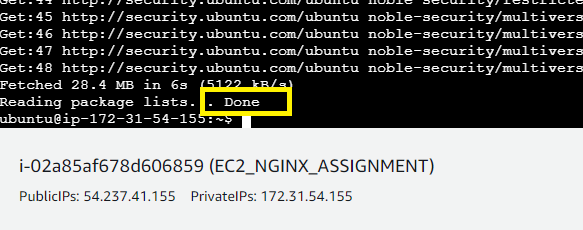 Get:44 http://security.ubuntu.com/ubuntu noble-security/restricte
Get:45 http://security.ubuntu.com/ubuntu noble-security/multivers
Get:46 http://security.ubuntu.com/ubuntu noble-security/multivers
Get:47 http://security.ubuntu.com/ubuntu noble-security/multivers
Get:48 http://security.ubuntu.com/ubuntu noble-security/multivers
Fetched 28.4 MB in 6s (5122 kB/s)
Reading package lists... Done
ubuntu@ip-172-31-54-155:~$
i-02a85af678d606859 (EC2_NGINX_ASSIGNMENT)
PublicIPs: 54.237.41.155 PrivateIPs: 172.31.54.155